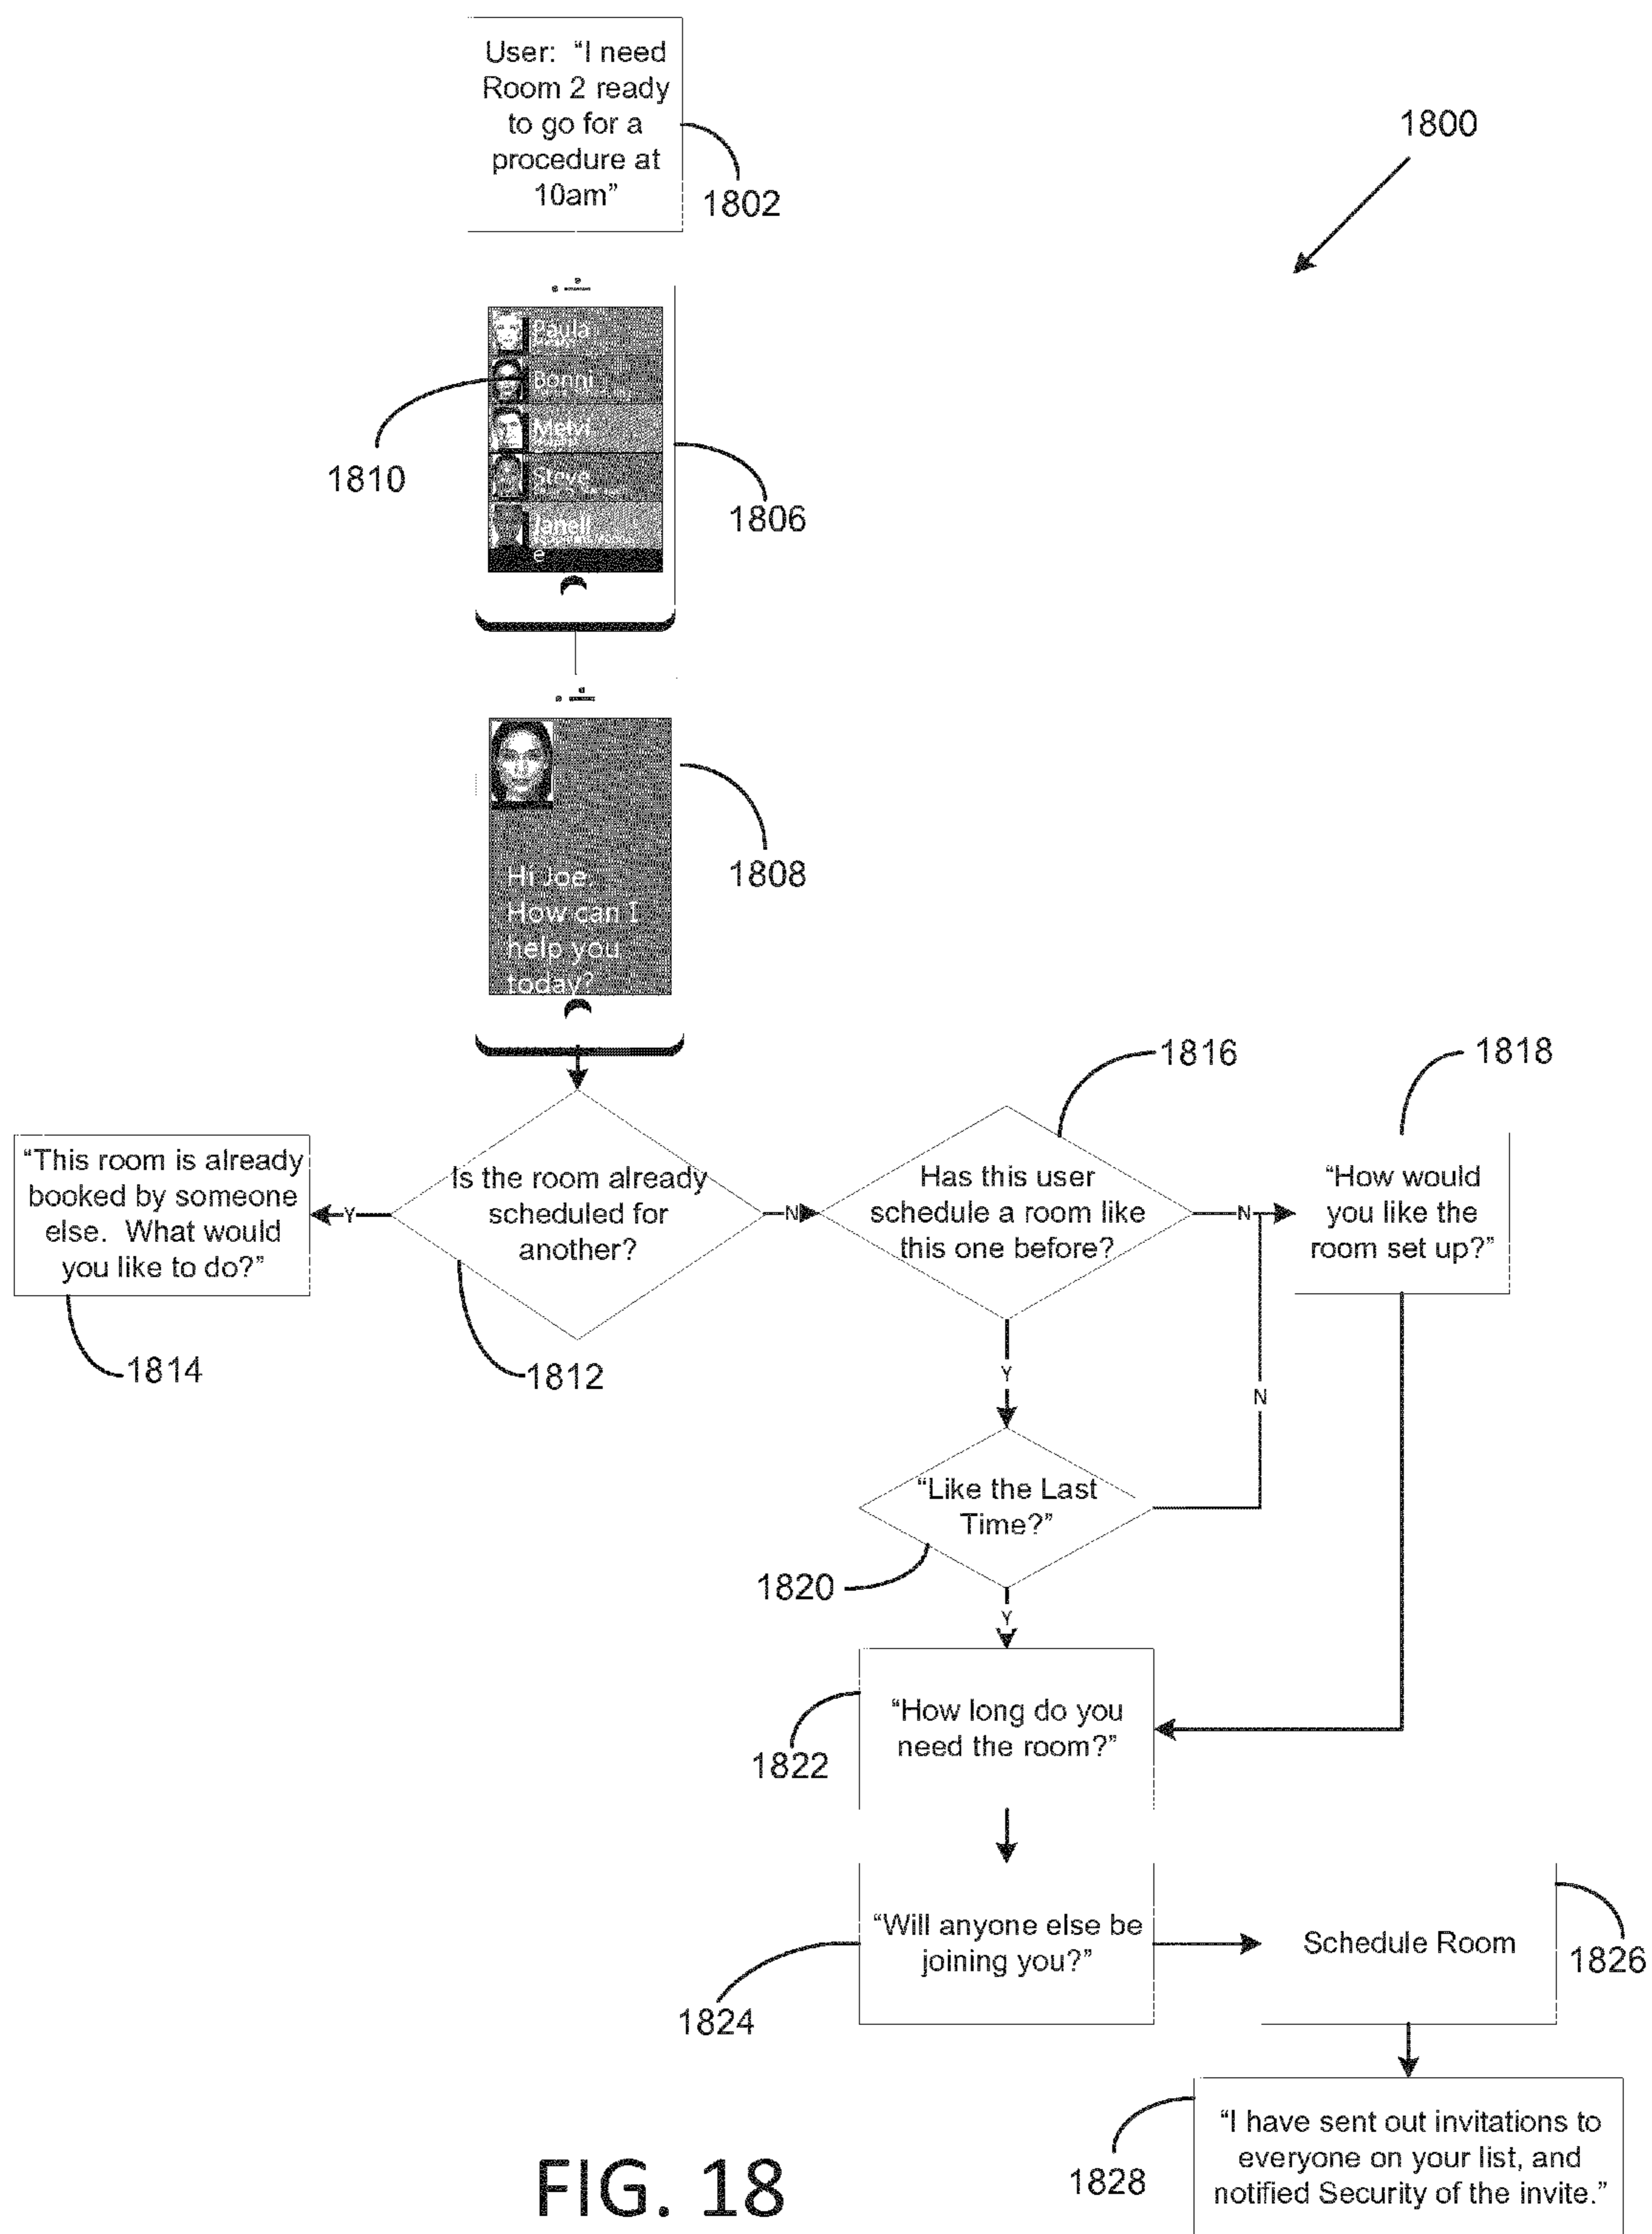 User: “I need
Room 2 ready
to go for a
procedure at
10am”
1802
1800
Paula
Bonni
Melvi
Steve
Janell
e
1810
1806
Hi Joe.
How can I
help you
today?
1808
1816
1818
“This room is already
booked by someone
else. What would
you like to do?”
Y
Is the room already
scheduled for
another?
N
Has this user
schedule a room like
this one before?
N
“How would
you like the
room set up?”
1814
1812
Y
N
“Like the Last
Time?”
1820
Y
“How long do you
need the room?”
1822
“Will anyone else be
joining you?”
Schedule Room
1826
1824
“I have sent out invitations to
everyone on your list, and
notified Security of the invite.”
1828
FIG. 18